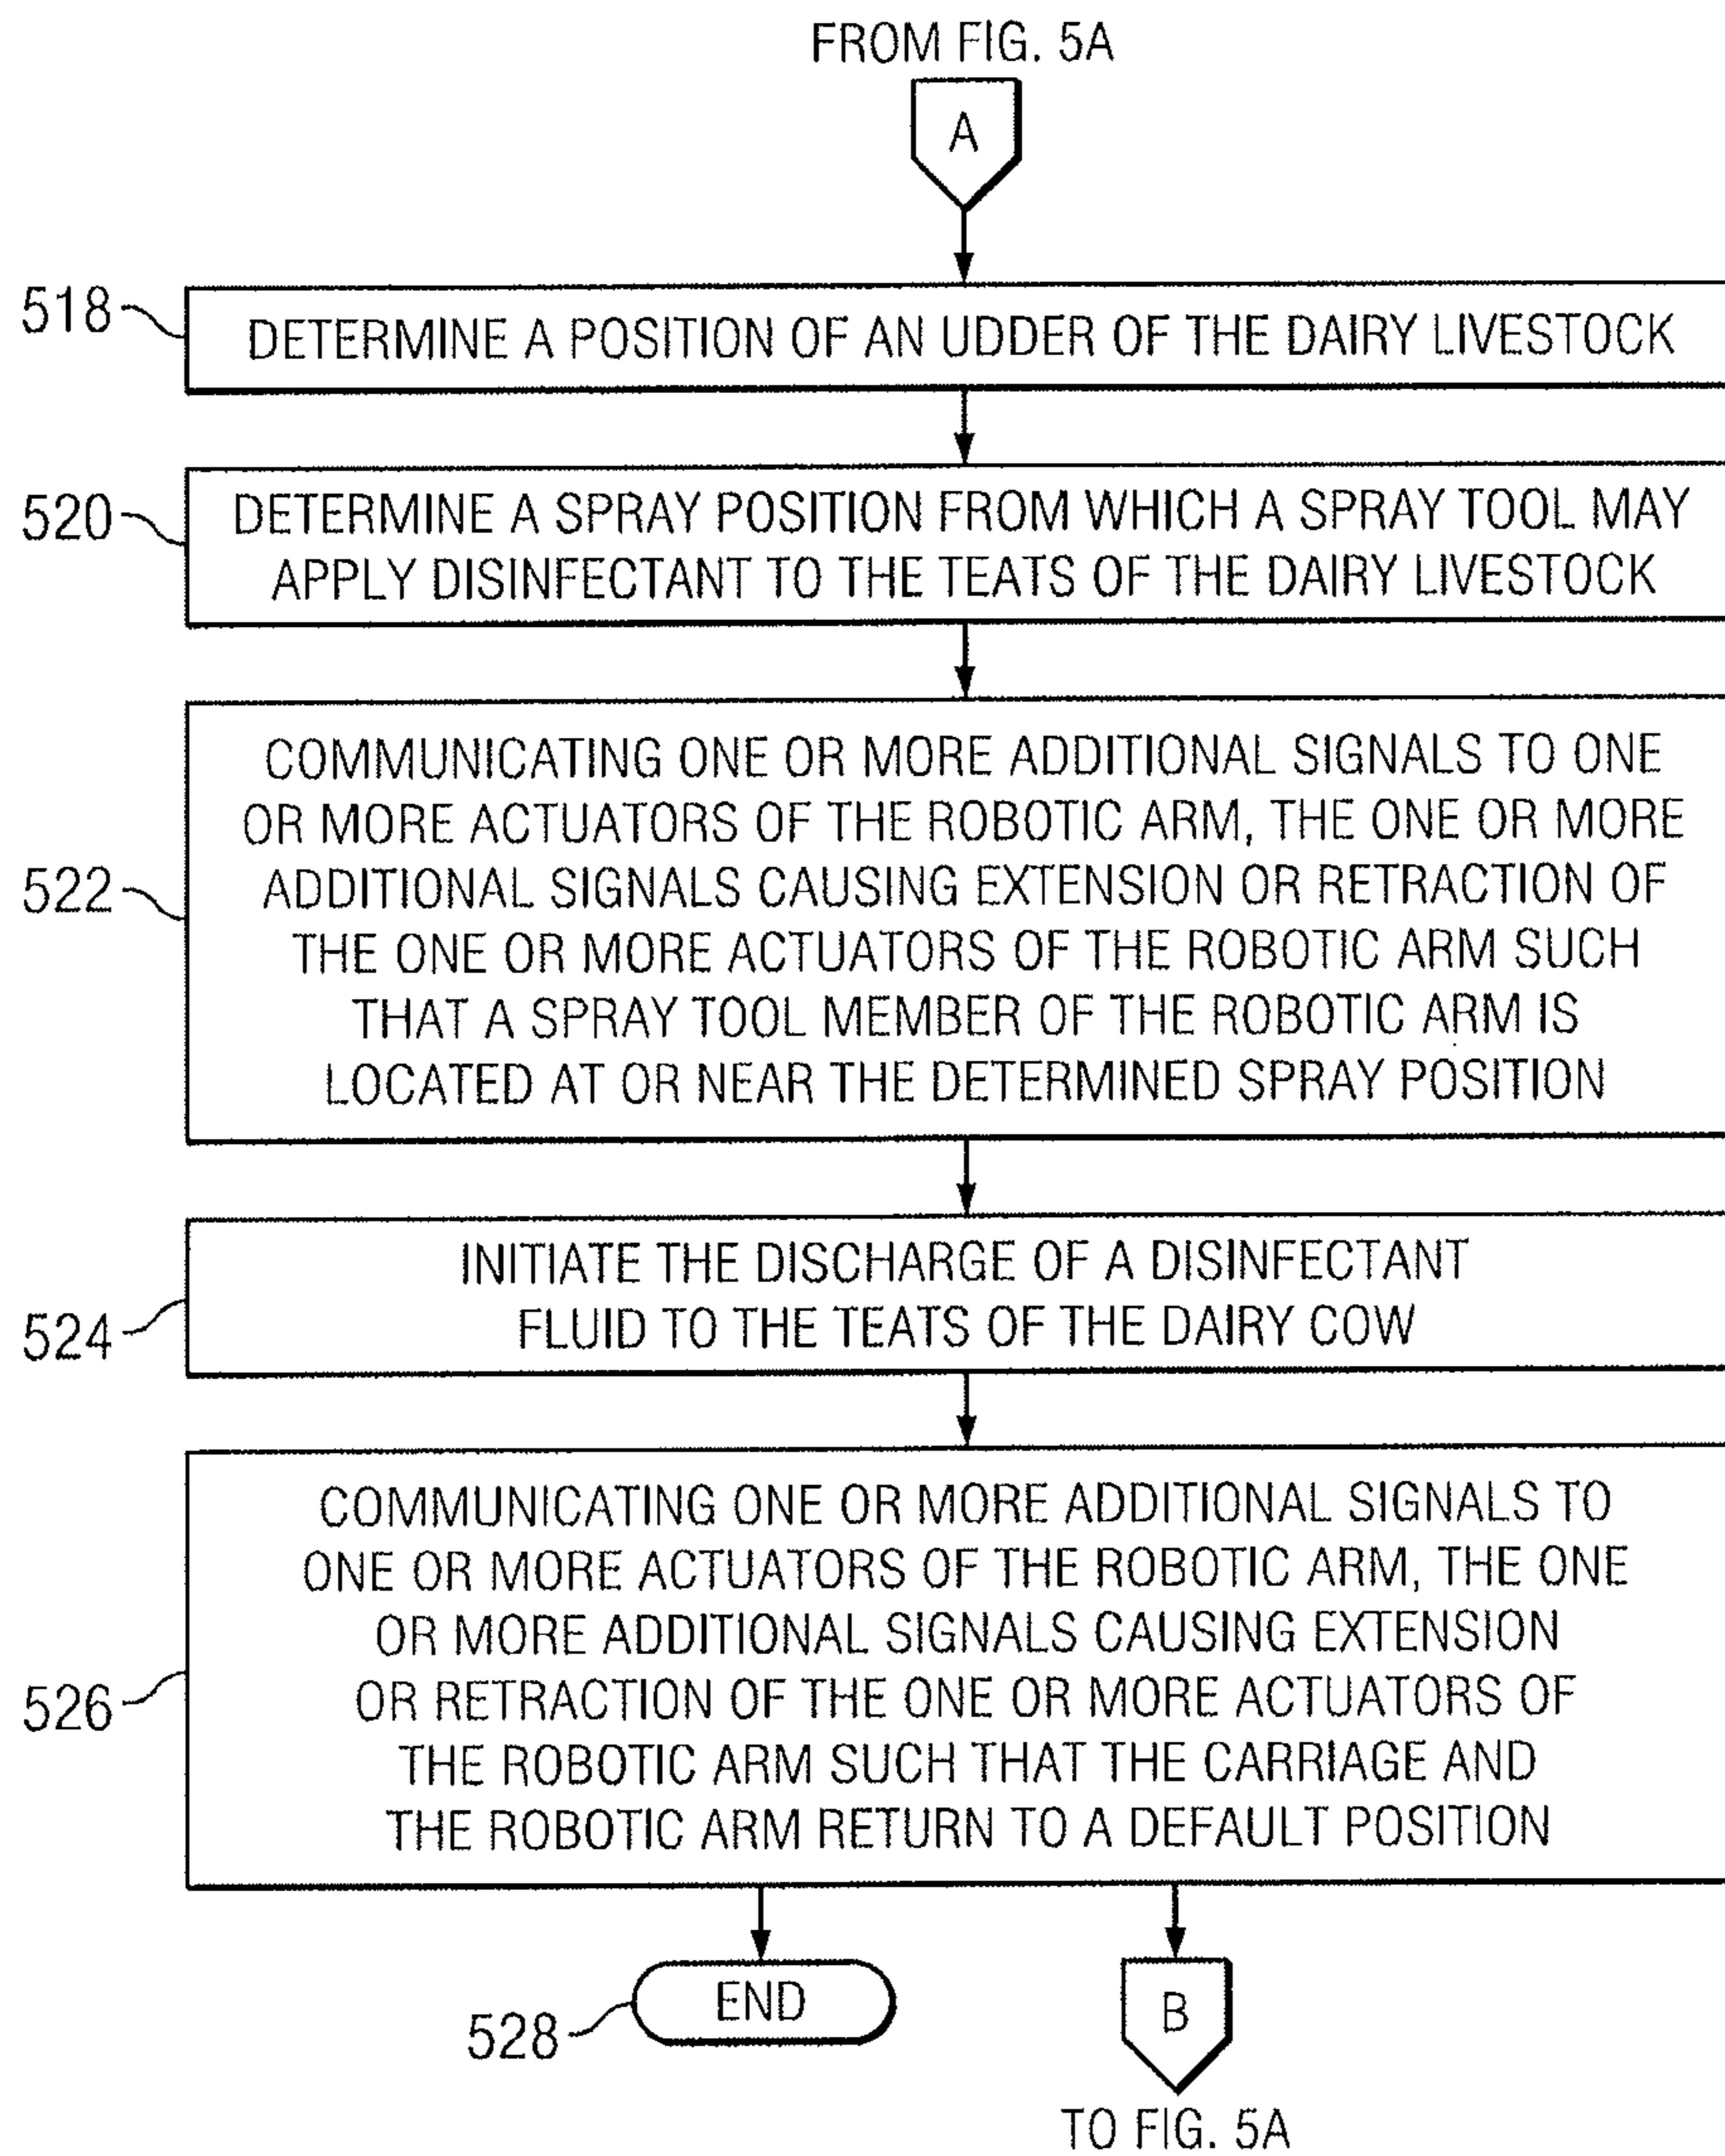 FROM FIG. 5A
A
518
DETERMINE A POSITION OF AN UDDER OF THE DAIRY LIVESTOCK
520
DETERMINE A SPRAY POSITION FROM WHICH A SPRAY TOOL MAY
APPLY DISINFECTANT TO THE TEATS OF THE DAIRY LIVESTOCK
522
COMMUNICATING ONE OR MORE ADDITIONAL SIGNALS TO ONE
OR MORE ACTUATORS OF THE ROBOTIC ARM, THE ONE OR MORE
ADDITIONAL SIGNALS CAUSING EXTENSION OR RETRACTION OF
THE ONE OR MORE ACTUATORS OF THE ROBOTIC ARM SUCH
THAT A SPRAY TOOL MEMBER OF THE ROBOTIC ARM IS
LOCATED AT OR NEAR THE DETERMINED SPRAY POSITION
524
INITIATE THE DISCHARGE OF A DISINFECTANT
FLUID TO THE TEATS OF THE DAIRY COW
526
COMMUNICATING ONE OR MORE ADDITIONAL SIGNALS TO
ONE OR MORE ACTUATORS OF THE ROBOTIC ARM, THE ONE
OR MORE ADDITIONAL SIGNALS CAUSING EXTENSION
OR RETRACTION OF THE ONE OR MORE ACTUATORS OF
THE ROBOTIC ARM SUCH THAT THE CARRIAGE AND
THE ROBOTIC ARM RETURN TO A DEFAULT POSITION
528
END
B
TO FIG. 5A